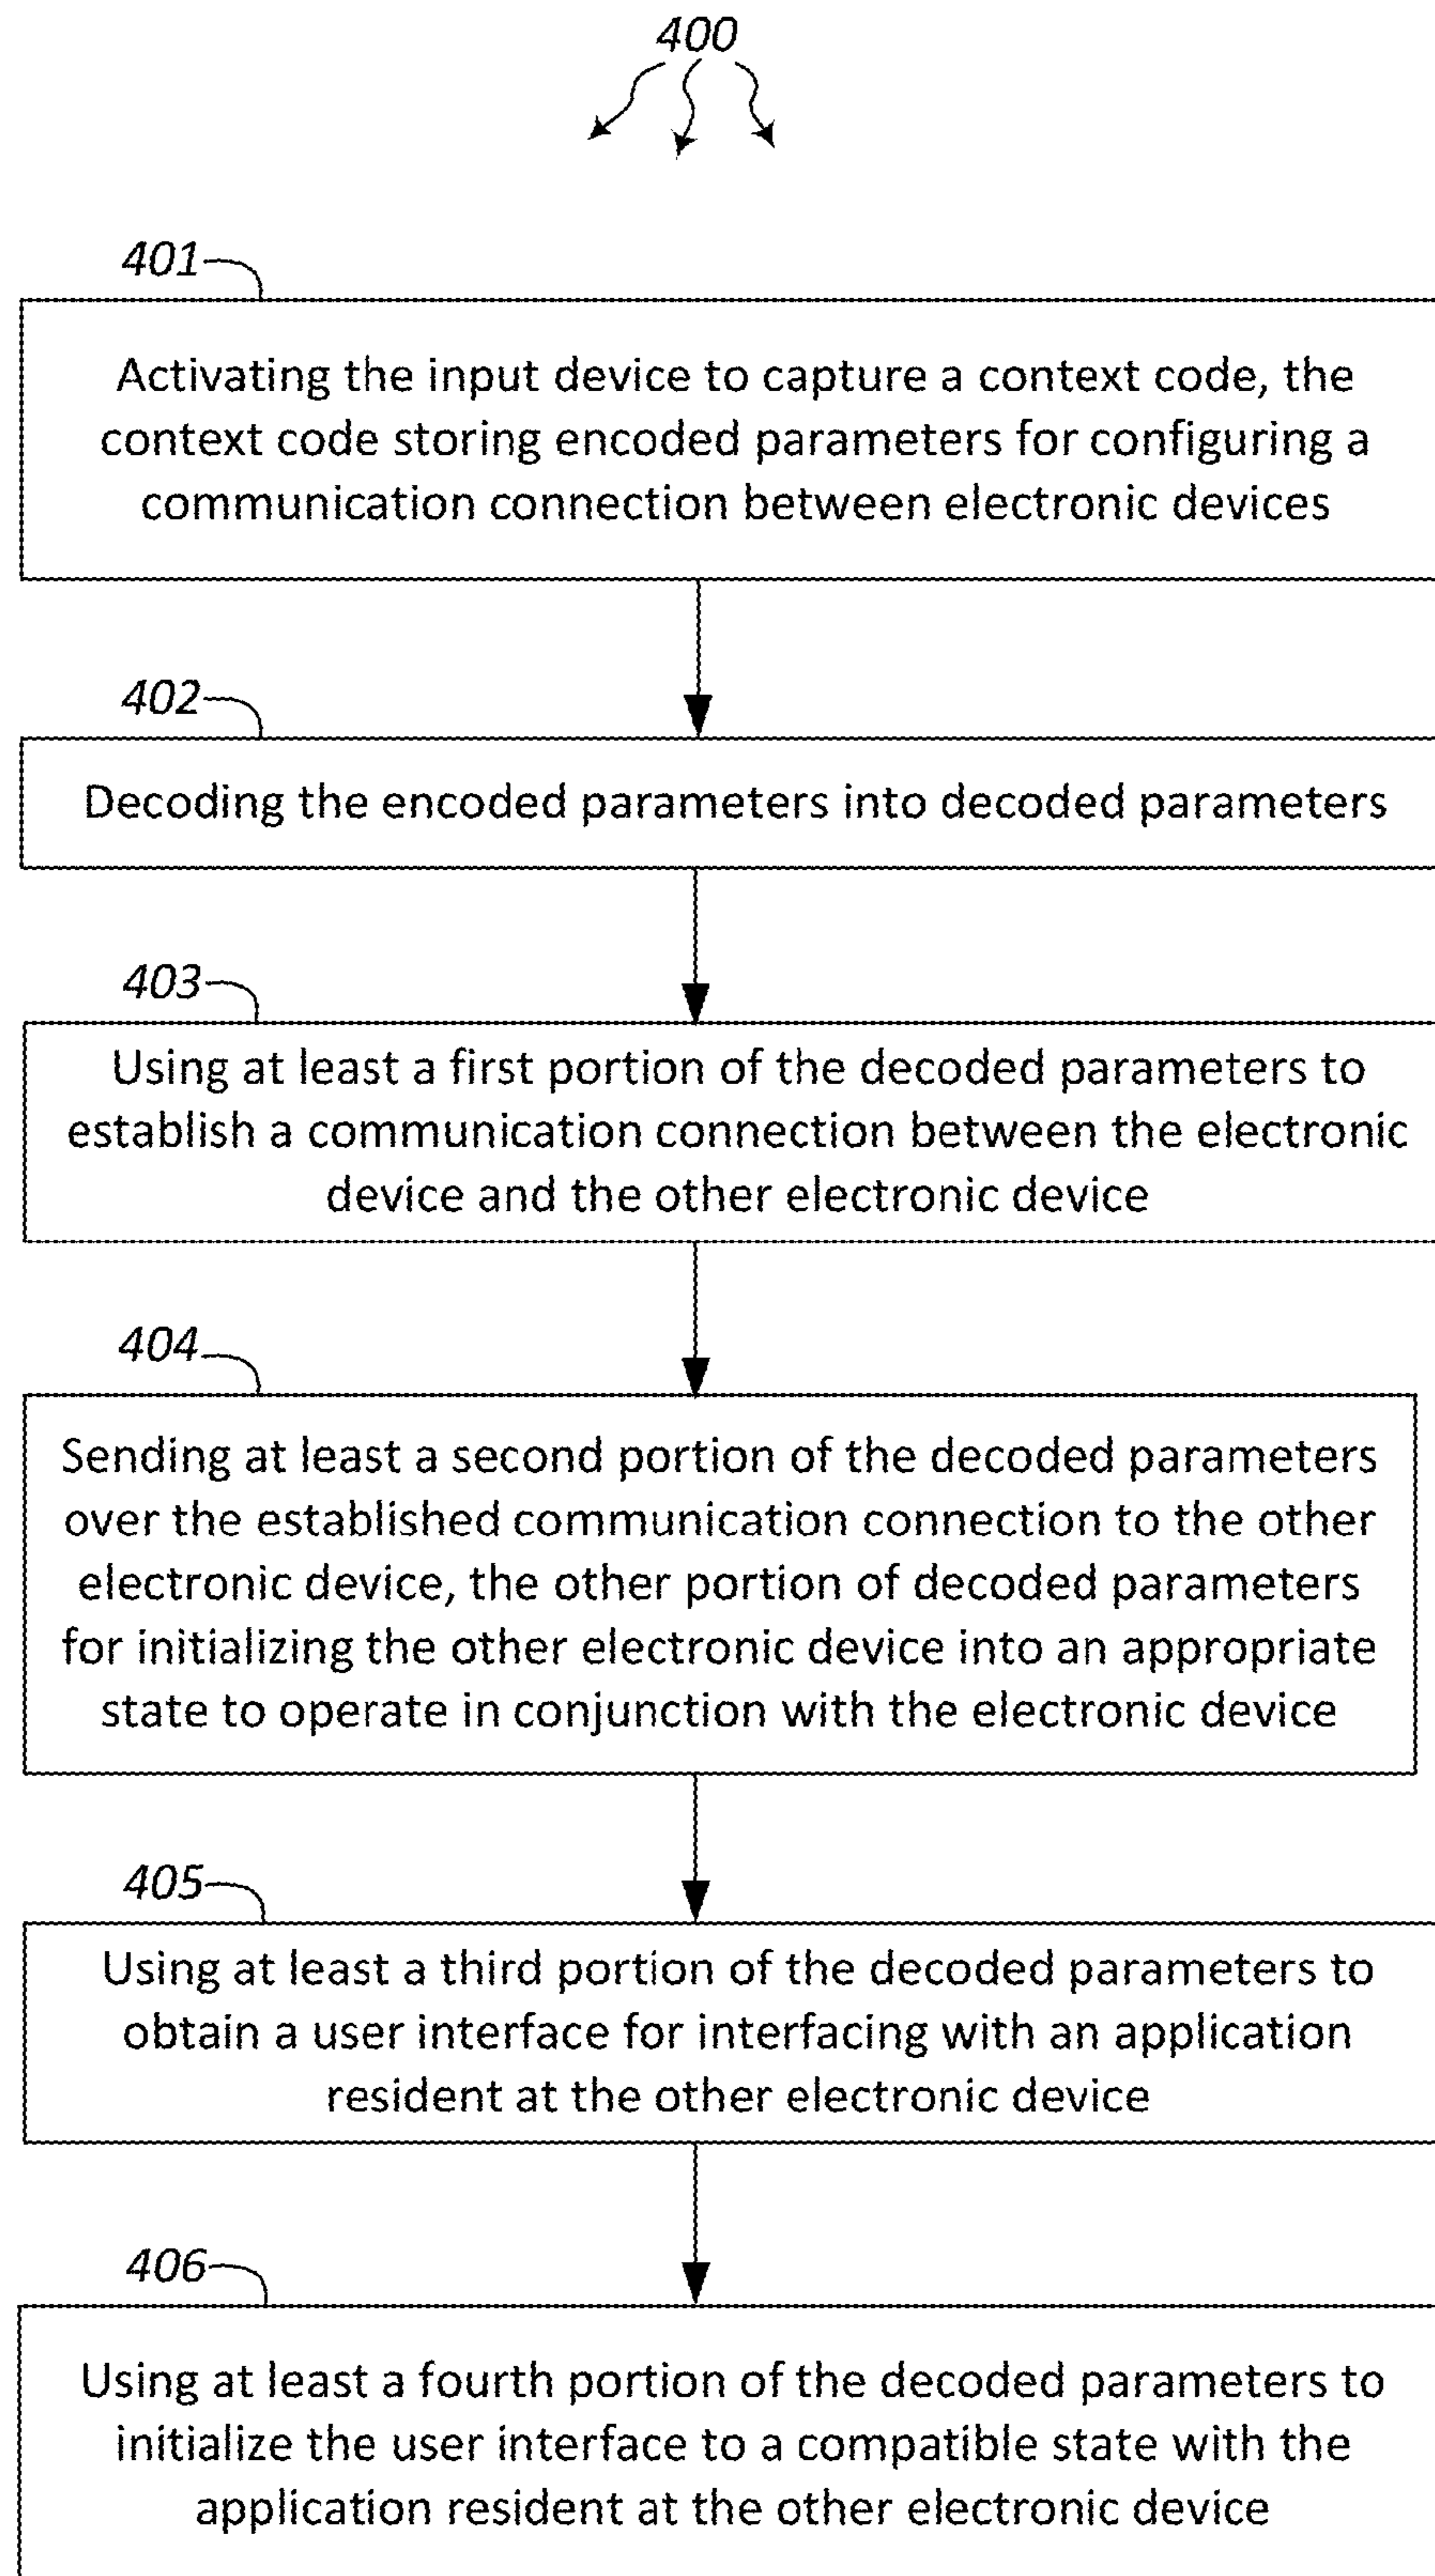 400
401
Activating the input device to capture a context code, the
context code storing encoded parameters for configuring a
communication connection between electronic devices
402
Decoding the encoded parameters into decoded parameters
403
Using at least a first portion of the decoded parameters to
establish a communication connection between the electronic
device and the other electronic device
404
Sending at least a second portion of the decoded parameters
over the established communication connection to the other
electronic device, the other portion of decoded parameters
for initializing the other electronic device into an appropriate
state to operate in conjunction with the electronic device
405
Using at least a third portion of the decoded parameters to
obtain a user interface for interfacing with an application
resident at the other electronic device
406
Using at least a fourth portion of the decoded parameters to
initialize the user interface to a compatible state with the
application resident at the other electronic device